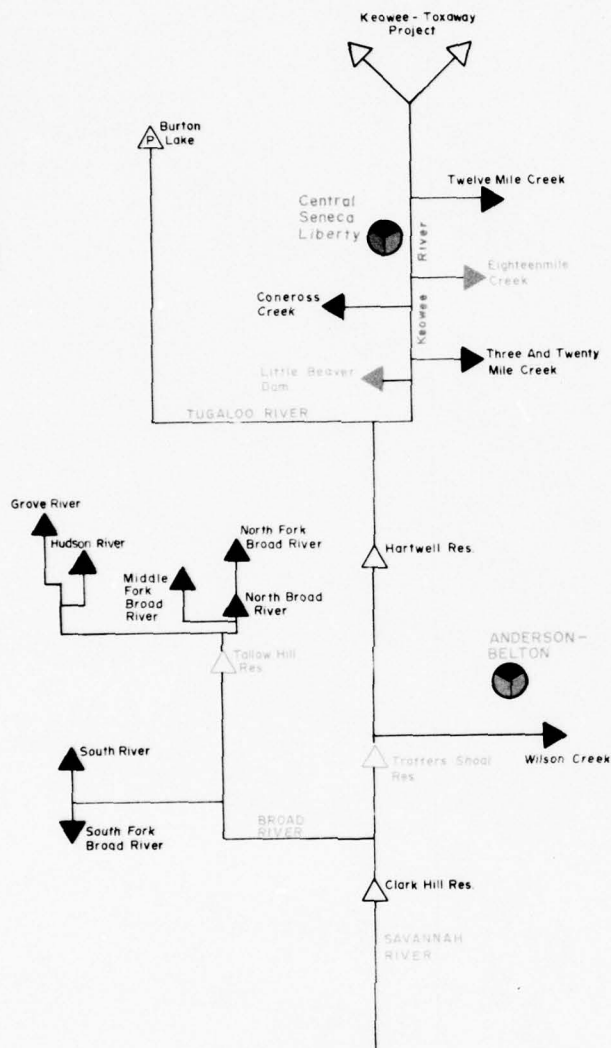 Keowee - Toxaway
Project
P
Burton
Lake
Twelve Mile Creek
Central
Seneca
Liberty
Keowee River
Eighteenmile
Creek
Coneross
Creek
Three And Twenty
Mile Creek
Little Beaver
Dam
TUGALOO RIVER
Grove River
Hudson River
North Fork
Broad River
Middle
Fork
Broad
River
North Broad
River
Hartwell Res.
ANDERSON-
BELTON
Tallow Hill
Res.
South River
Trotters Shoal
Res.
Wilson Creek
South Fork
Broad River
BROAD
RIVER
Clark Hill Res.
SAVANNAH
RIVER